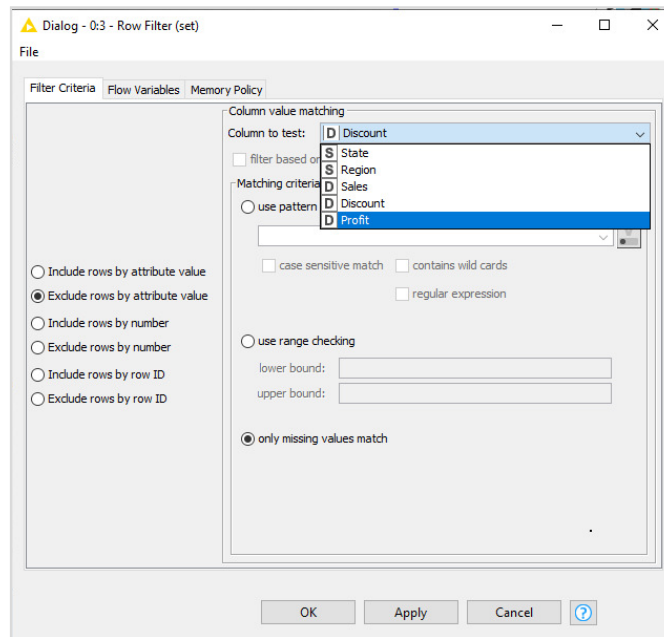 Dialog - 0:3 - Row Filter (set)
File
Filter Criteria Flow Variables Memory Policy
Column value matching
Column to test: D Discount
filter based on
S State
S Region
D Sales
D Discount
D Profit
Matching criteria
use pattern
case sensitive match contains wild cards
regular expression
Include rows by attribute value
Exclude rows by attribute value
Include rows by number
Exclude rows by number
Include rows by row ID
Exclude rows by row ID
use range checking
lower bound:
upper bound:
only missing values match
OK Apply Cancel ?